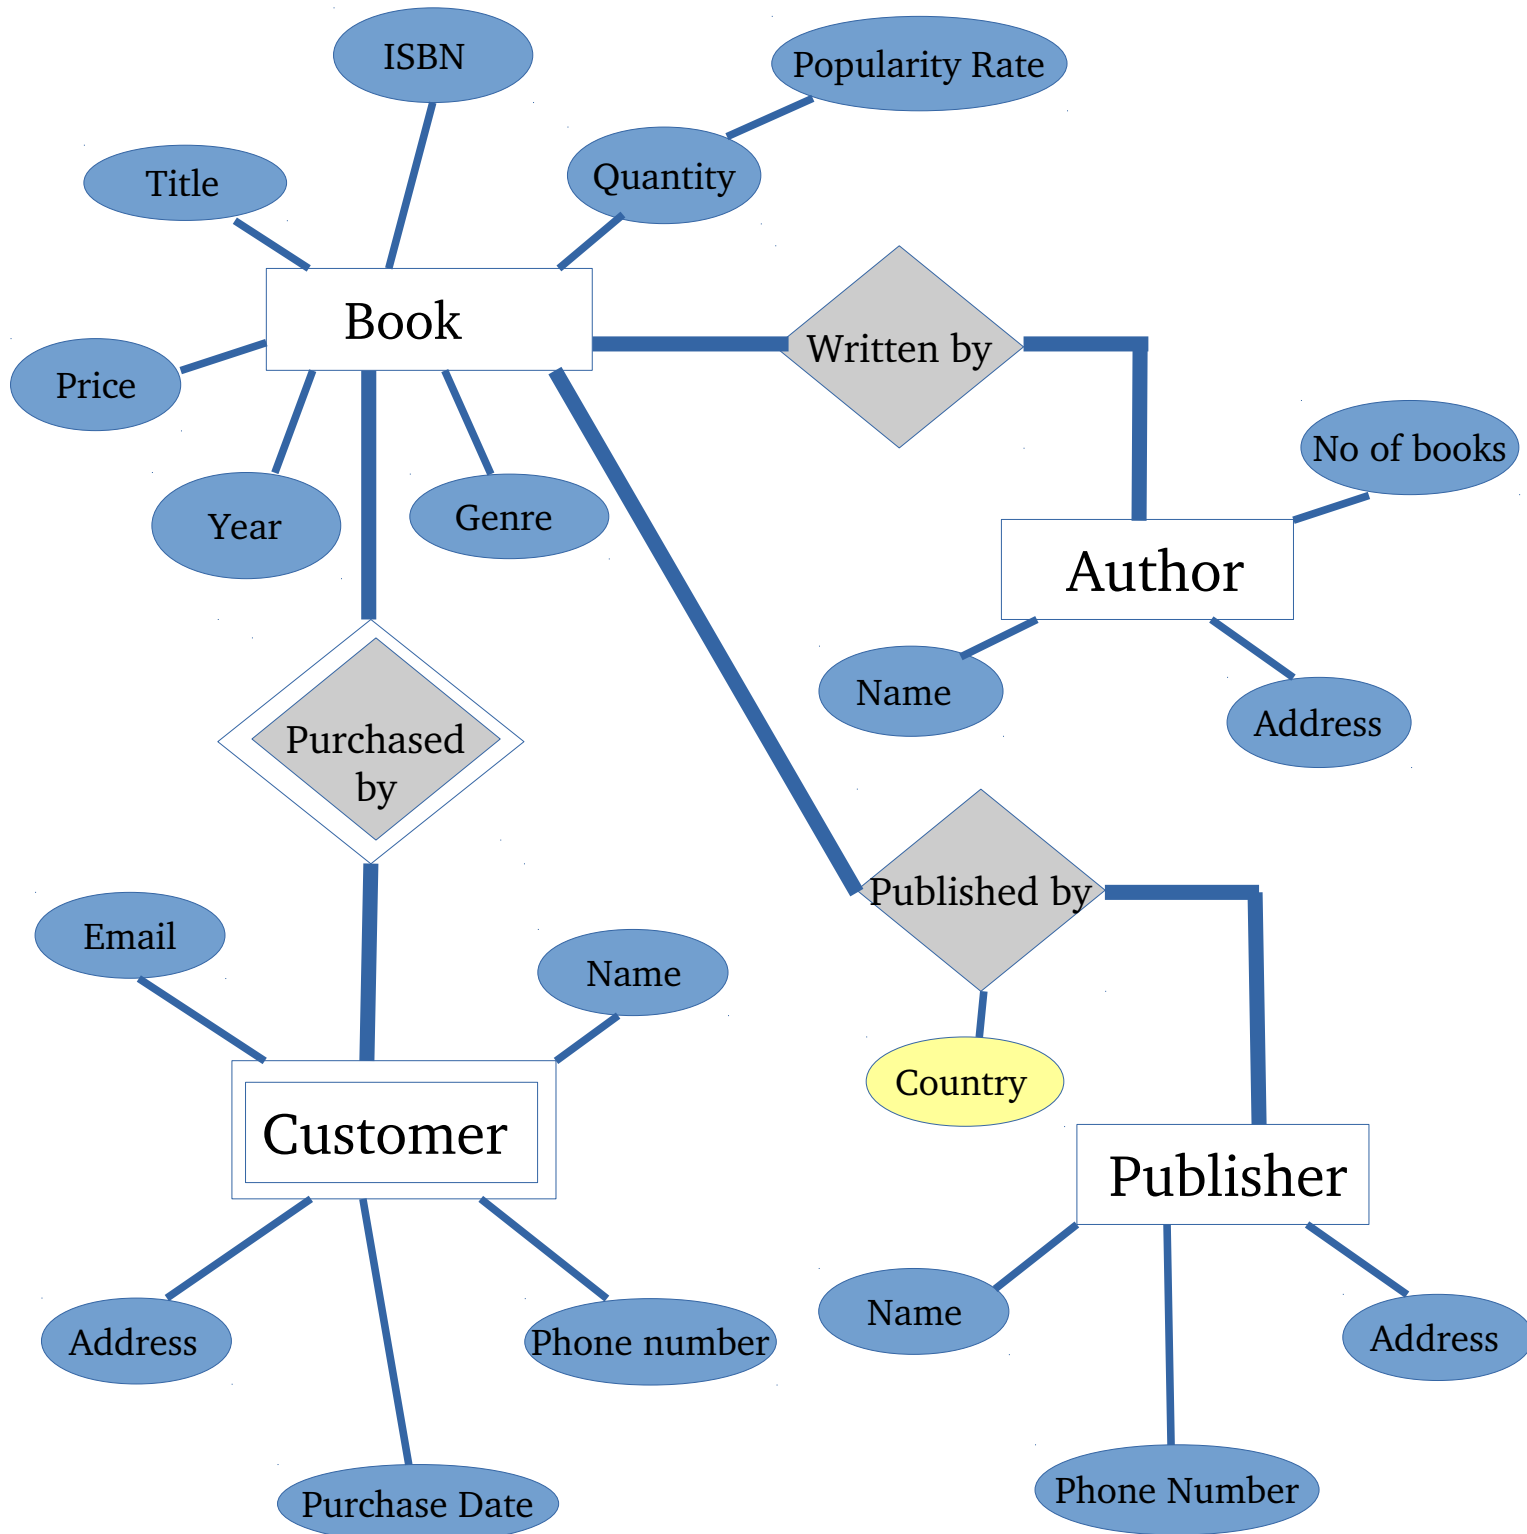 ISBN
Popularity Rate
Title
Quantity
Book
Written by
Price
No of books
Year
Genre
Author
Name
Address
Purchased
by
Published by
Email
Name
Country
Customer
Publisher
Name
Address
Address
Phone number
Phone Number
Purchase Date